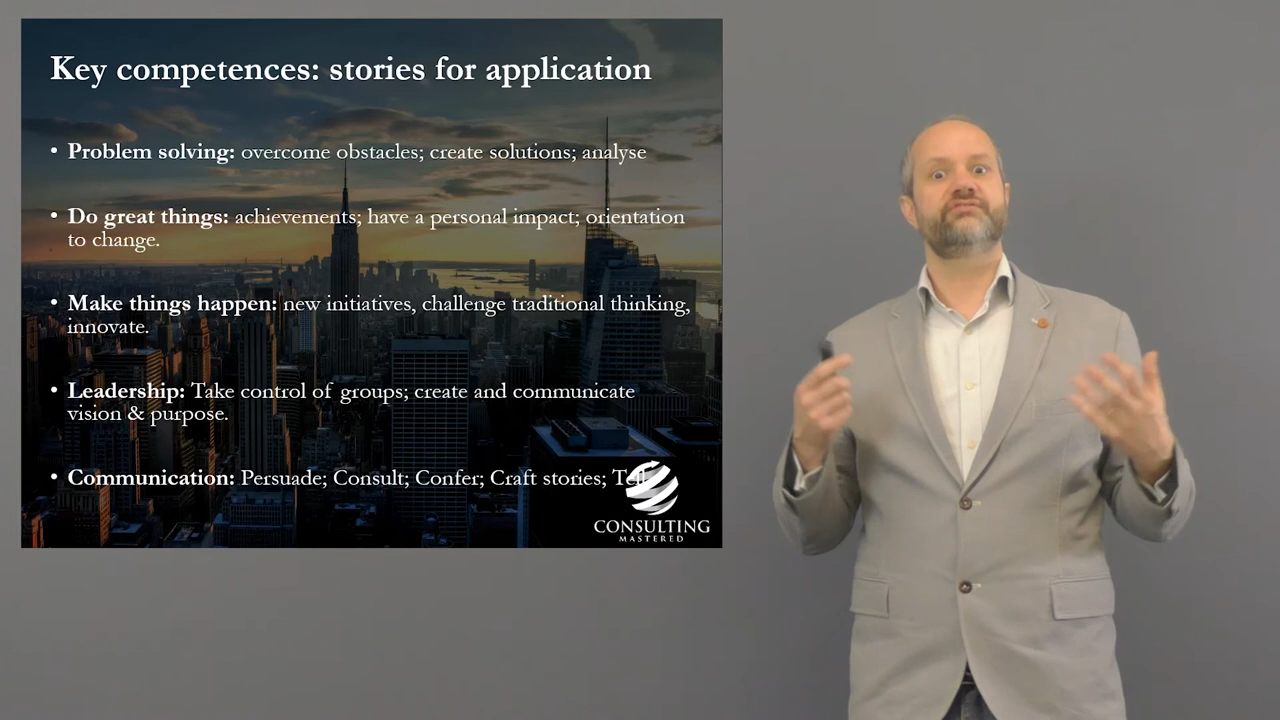 Key competences: stories for application
• Problem solving: overcome obstacles; create solutions; analyse
• Do great things: achievements; have a personal impact; orientation
to change.
• Make things happen: new initiatives, challenge traditional thinking,
innovate.
• Leadership: Take control of groups; create and communicate
vision & purpose.
• Communication: Persuade; Consult; Confer; Craft stories;
CONSULTING
MASTERED